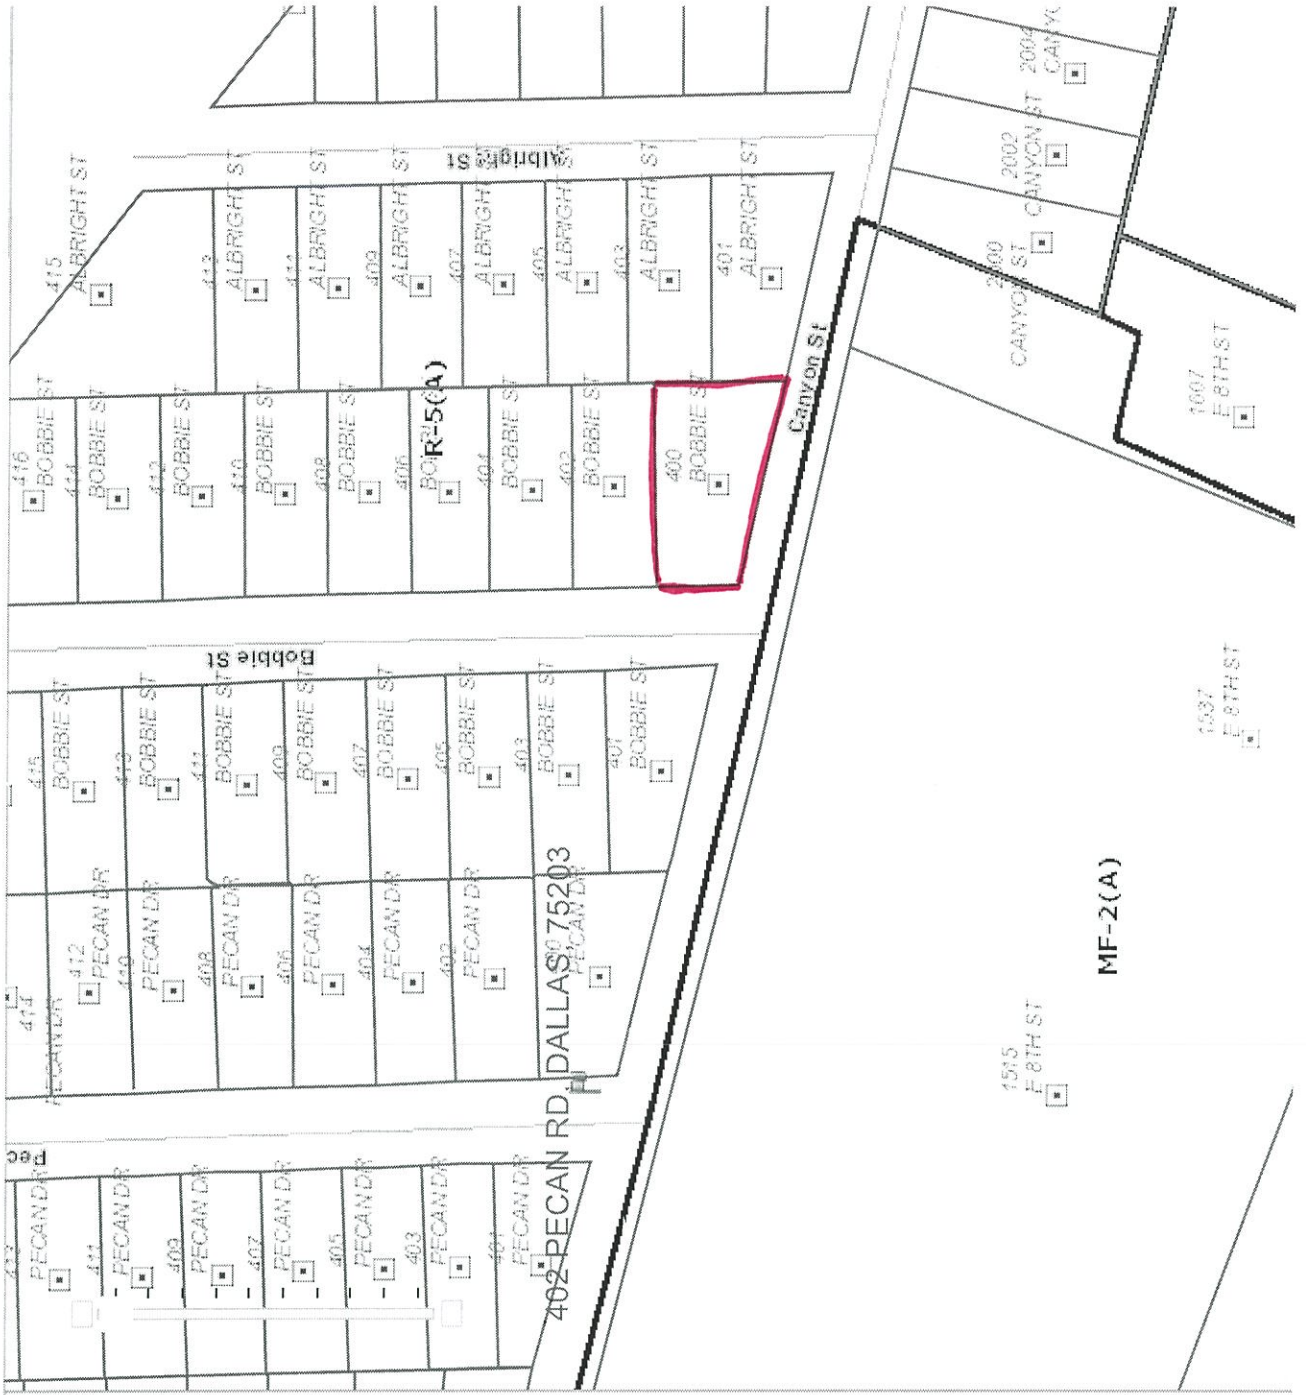 415
ALBRIGHT ST
413
ALBRIGHT ST
411
ALBRIGHT ST
409
ALBRIGHT ST
407
ALBRIGHT ST
405
ALBRIGHT ST
403
ALBRIGHT ST
401
ALBRIGHT ST
Albright St
2004
2002
CANYON ST
2000
CANYON ST
Canyon St
1007
E 8TH ST
416
BOBBIE ST
414
BOBBIE ST
412
BOBBIE ST
410
BOBBIE ST
408
BOBBIE ST
406
R-5(A)
404
BOBBIE ST
402
BOBBIE ST
400
BOBBIE ST
Bobbie St
415
BOBBIE ST
413
BOBBIE ST
411
BOBBIE ST
409
BOBBIE ST
407
BOBBIE ST
405
BOBBIE ST
403
BOBBIE ST
401
BOBBIE ST
1537
E 8TH ST
414
PECAN DR
412
PECAN DR
410
PECAN DR
408
PECAN DR
406
PECAN DR
404
PECAN DR
402
PECAN DR
PECAN DR
402 PECAN RD, DALLAS, 75203
MF-2(A)
1515
E 8TH ST
Pec
PECAN DR
411
PECAN DR
409
PECAN DR
407
PECAN DR
405
PECAN DR
403
PECAN DR
401
PECAN DR